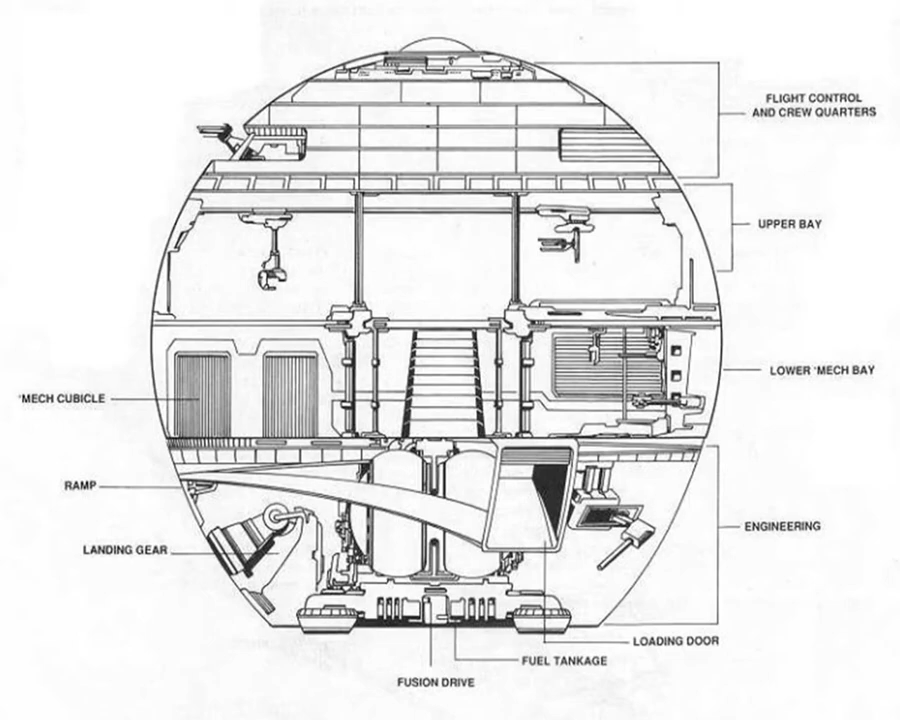 FLIGHT CONTROL
AND CREW QUARTERS
UPPER BAY
LOWER 'MECH BAY
'MECH CUBICLE
RAMP
ENGINEERING
LANDING GEAR
LOADING DOOR
FUEL TANKAGE
FUSION DRIVE